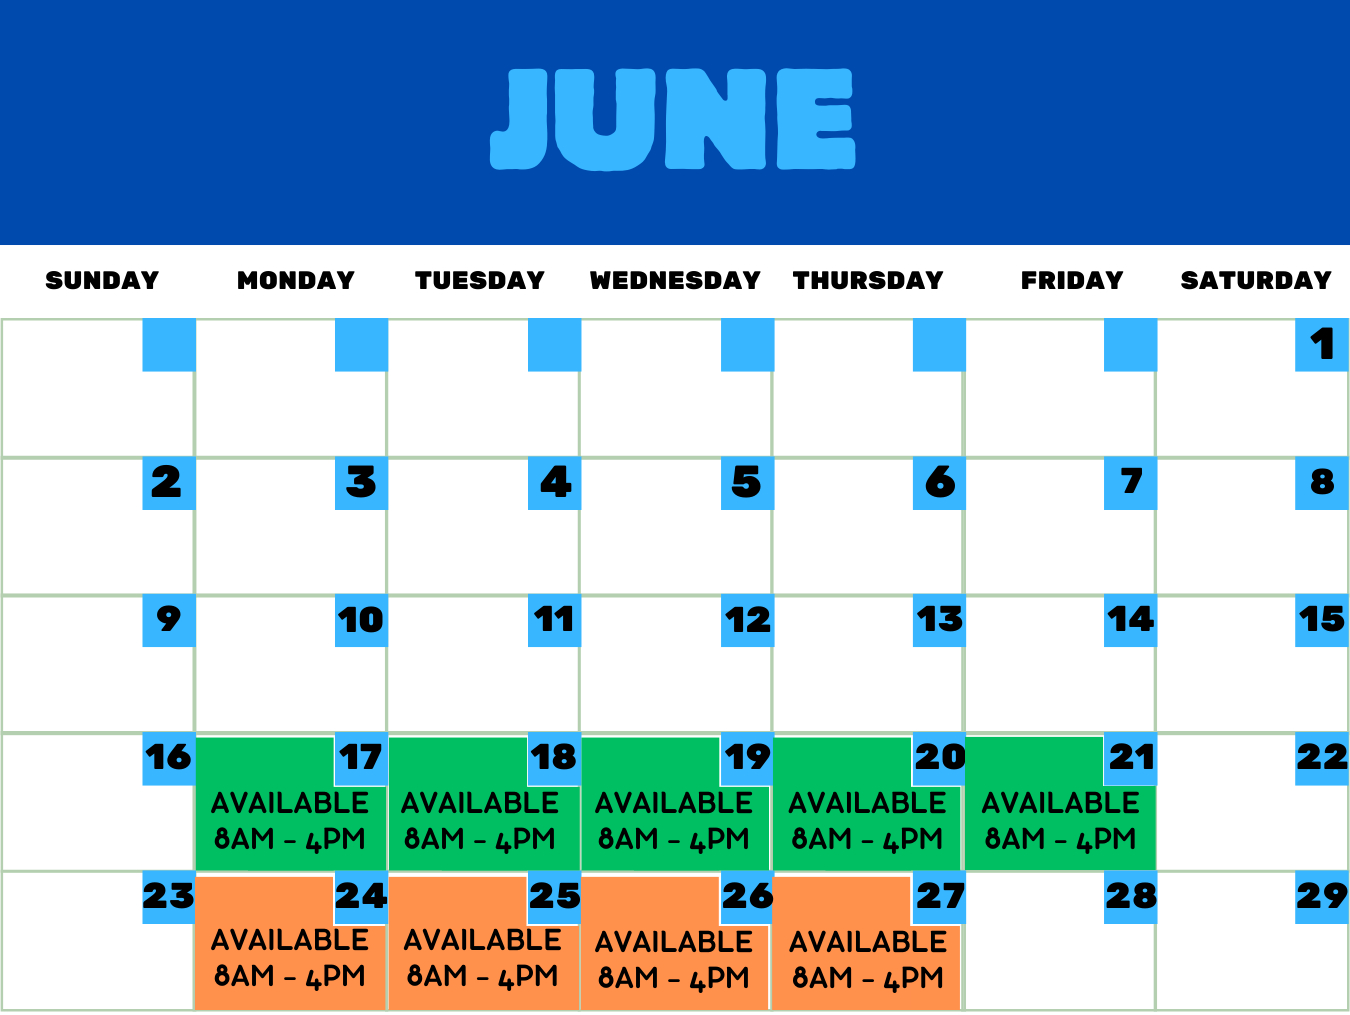 JUNE
SUNDAY MONDAY TUESDAY WEDNESDAY THURSDAY FRIDAY SATURDAY
1
2 3 4 5 6 7 8
9 10 11 12 13 14 15
16 17 18 19 20 21 22
AVAILABLE AVAILABLE AVAILABLE AVAILABLE AVAILABLE
8AM - 4PM 8AM - 4PM 8AM - 4PM 8AM - 4PM 8AM - 4PM
23 24 25 26 27 28 29
AVAILABLE AVAILABLE AVAILABLE AVAILABLE
8AM - 4PM 8AM - 4PM 8AM - 4PM 8AM - 4PM